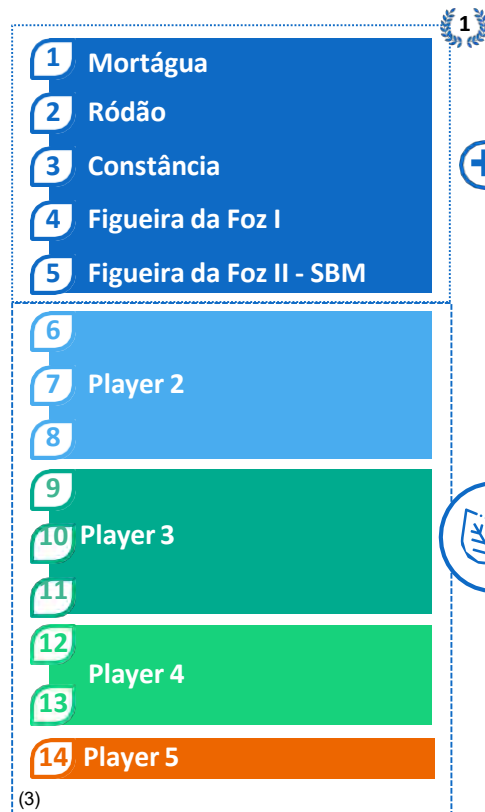 1
1 Mortágua
2 Ródão
3 Constância
4 Figueira da Foz I
5 Figueira da Foz II - SBM
6
7 Player 2
8
9
10 Player 3
11
12
Player 4
13
14 Player 5
(3)